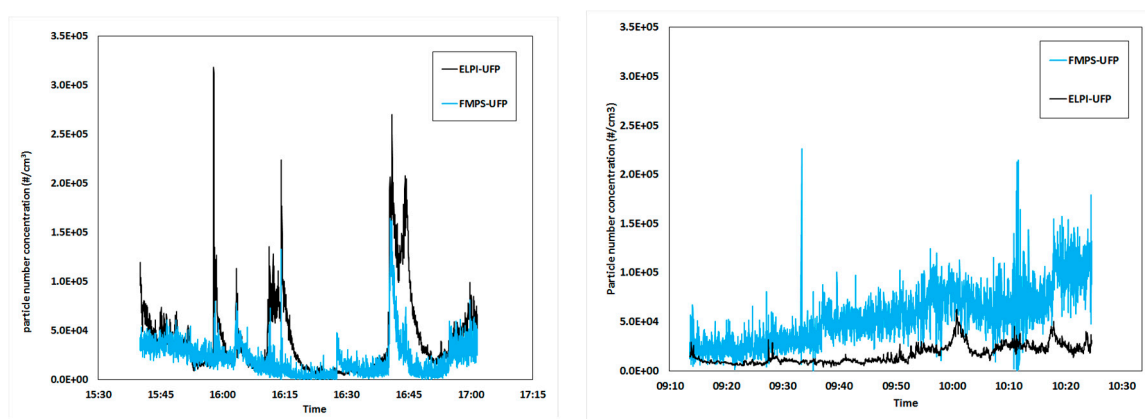 3.5E+05
3.0E+05
2.5E+05
2.0E+05
1.5E+05
1.0E+05
5.0E+04
0.0E+00
particle number concentration (#/cm³)
ELPI-UFP
FMPS-UFP
15:30 15:45 16:00 16:15 16:30 16:45 17:00 17:15
Time
3.5E+05
3.0E+05
2.5E+05
2.0E+05
1.5E+05
1.0E+05
5.0E+04
0.0E+00
Particle number concentration (#/cm3)
FMPS-UFP
ELPI-UFP
09:10 09:20 09:30 09:40 09:50 10:00 10:10 10:20 10:30
Time